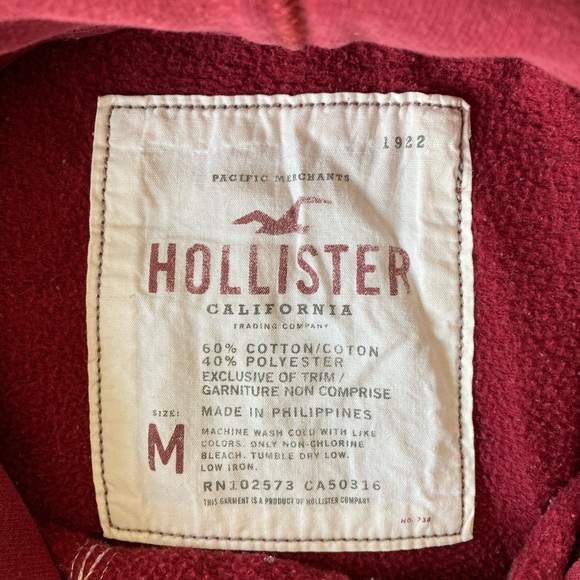 1922
PACIFIC MERCHANTS
HOLLISTER
CALIFORNIA
TRADING COMPANY
60% COTTON/COTON
40% POLYESTER
EXCLUSIVE OF TRIM/
GARNITURE NON COMPRISE
SIZE: M
MADE IN PHILIPPINES
MACHINE WASH COLD WITH LIKE
COLORS. ONLY NON-CHLORINE
BLEACH. TUMBLE DRY LOW.
LOW IRON.
RN102573 CA50316
THIS GARMENT IS A PRODUCT OF HOLLISTER COMPANY
NO. 738